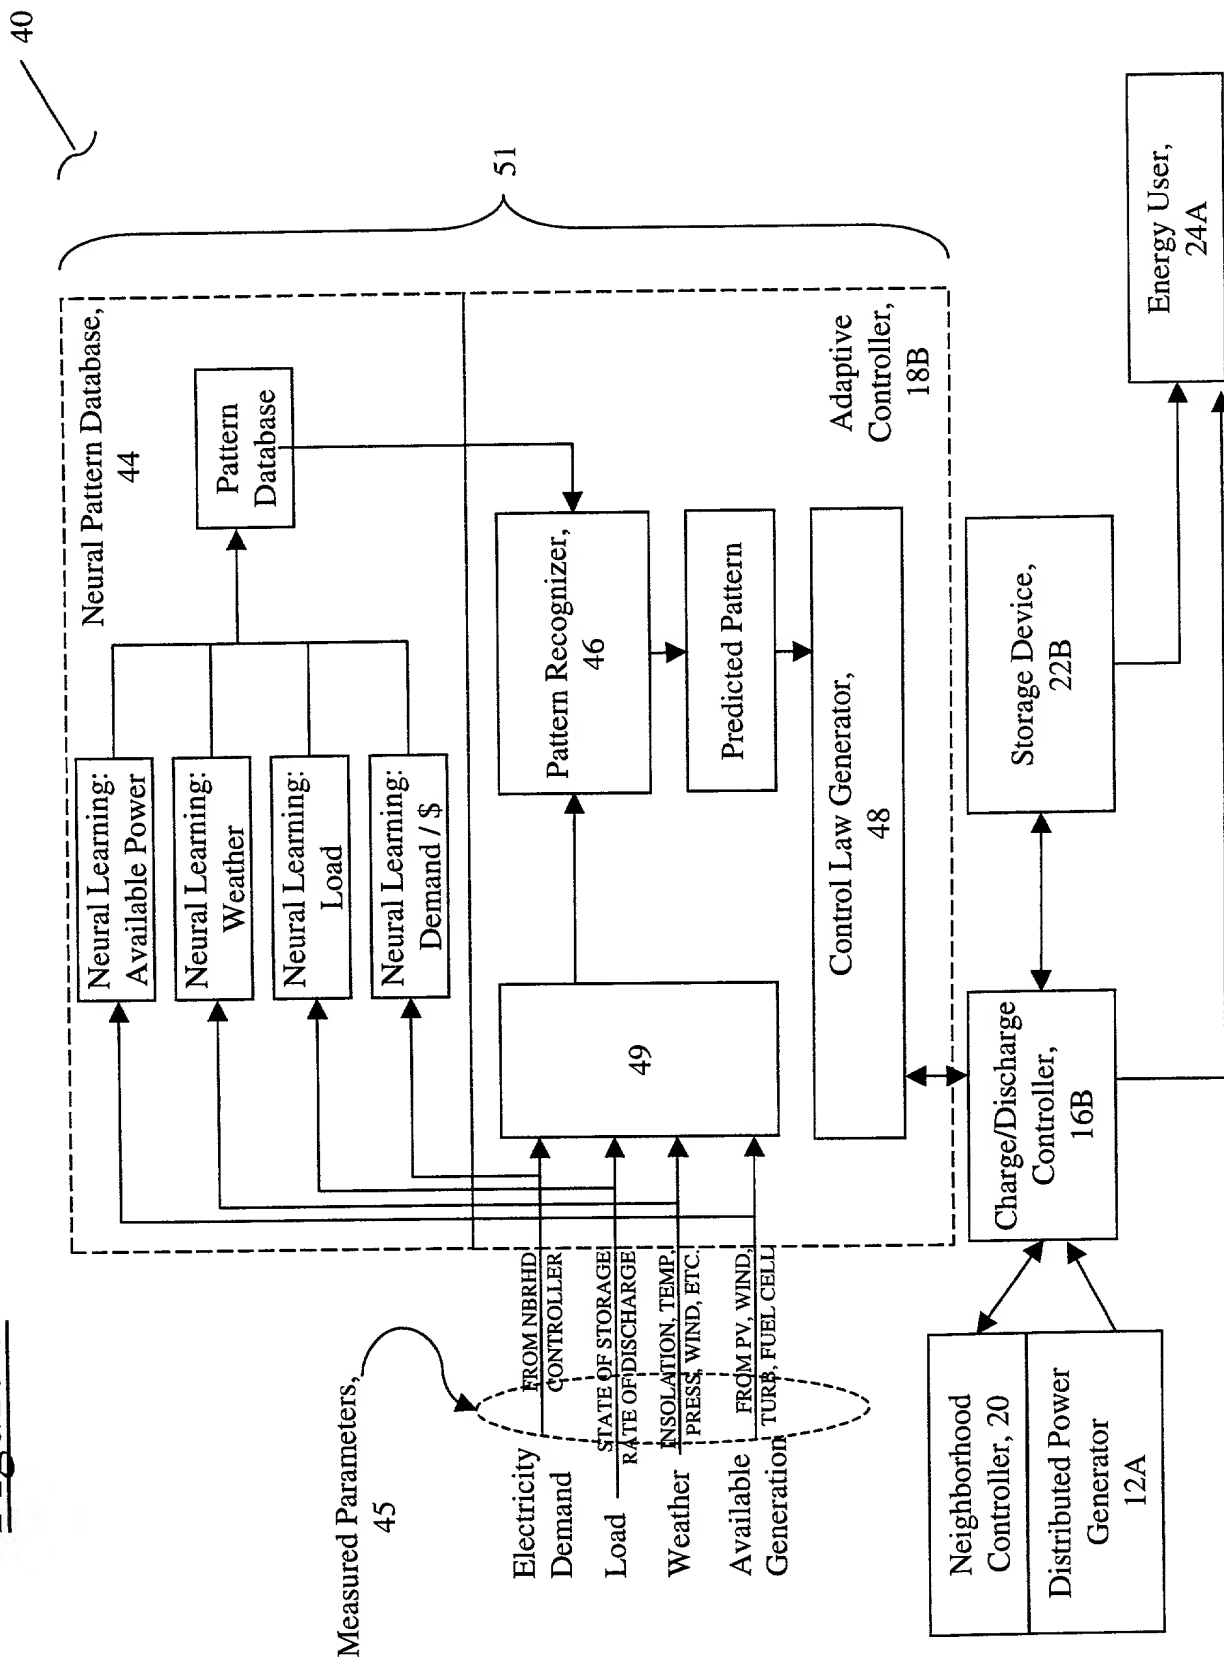 40
51
Neural Pattern Database,
44
Neural Learning:
Available Power
Neural Learning:
Weather
Neural Learning:
Load
Neural Learning:
Demand / $
Pattern
Database
Measured Parameters,
45
Electricity
Demand
FROM NBRHD
CONTROLLER
Load
STATE OF STORAGE
RATE OF DISCHARGE
Weather
INSOLATION, TEMP,
PRESS, WIND, ETC.
Available
Generation
FROM PV, WIND,
TURB, FUEL CELL
49
Pattern Recognizer,
46
Predicted Pattern
Control Law Generator,
48
Adaptive
Controller,
18B
Neighborhood
Controller, 20
Distributed Power
Generator
12A
Charge/Discharge
Controller,
16B
Storage Device,
22B
Energy User,
24A